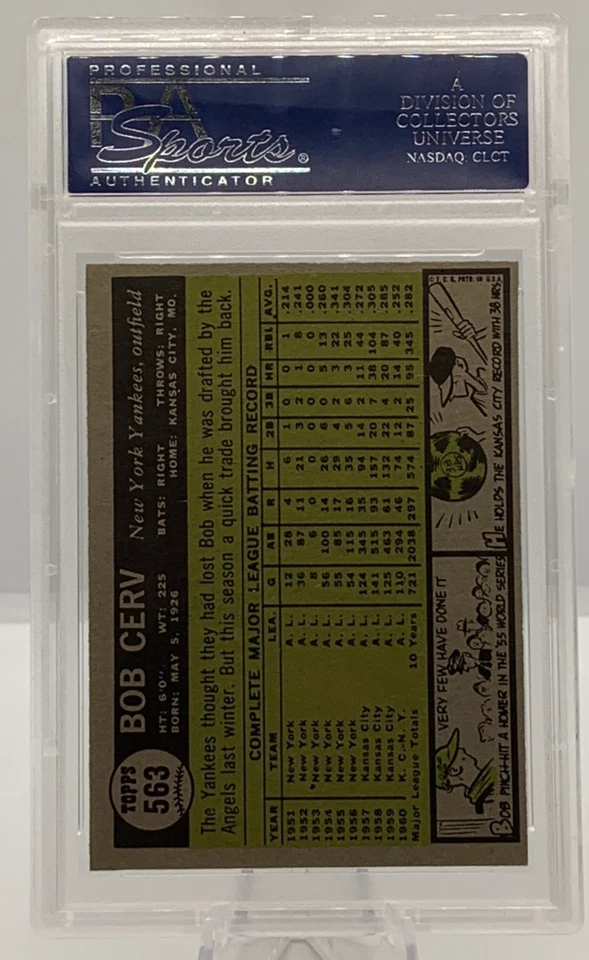 PROFESSIONAL
PSA
Sports®
AUTHENTICATOR
A
DIVISION OF
COLLECTORS
UNIVERSE
NASDAQ: CLCT
TOPPS
563
BOB CERV New York Yankees, outfield
HT: 6'0" WT: 225 BATS: RIGHT THROWS: RIGHT
BORN: MAY 5, 1926 HOME: KANSAS CITY, MO.
The Yankees thought they had lost Bob when he was drafted by the
Angels last winter. But this season a quick trade brought him back.
COMPLETE MAJOR LEAGUE BATTING RECORD
YEAR TEAM LEA. G AB R H 2B 3B HR RBI AVG.
1951 New York A. L. 12 28 4 6 1 0 0 1 .214
1952 New York A. L. 36 87 11 21 3 2 1 8 .241
1953 New York A. L. 8 6 0 0 0 0 0 0 .000
1954 New York A. L. 56 100 14 26 6 0 5 13 .260
1955 New York A. L. 55 85 17 29 4 2 3 22 .341
1956 New York A. L. 54 115 16 35 5 6 3 25 .304
1957 Kansas City A. L. 124 345 35 94 14 2 11 44 .272
1958 Kansas City A. L. 141 515 93 157 20 7 38 104 .305
1959 Kansas City A. L. 125 463 61 132 22 4 20 87 .285
1960 K. C.-N. Y. A. L. 110 294 46 74 12 2 14 40 .252
Major League Totals 10 Years 721 2038 297 574 87 25 95 345 .282
VERY FEW HAVE DONE IT
BOB PINCH-HIT A HOMER IN THE '55 WORLD SERIES
38 HRS
©T.C.G. PRTD. IN U.S.A.
HE HOLDS THE KANSAS CITY RECORD WITH 38 HRS.